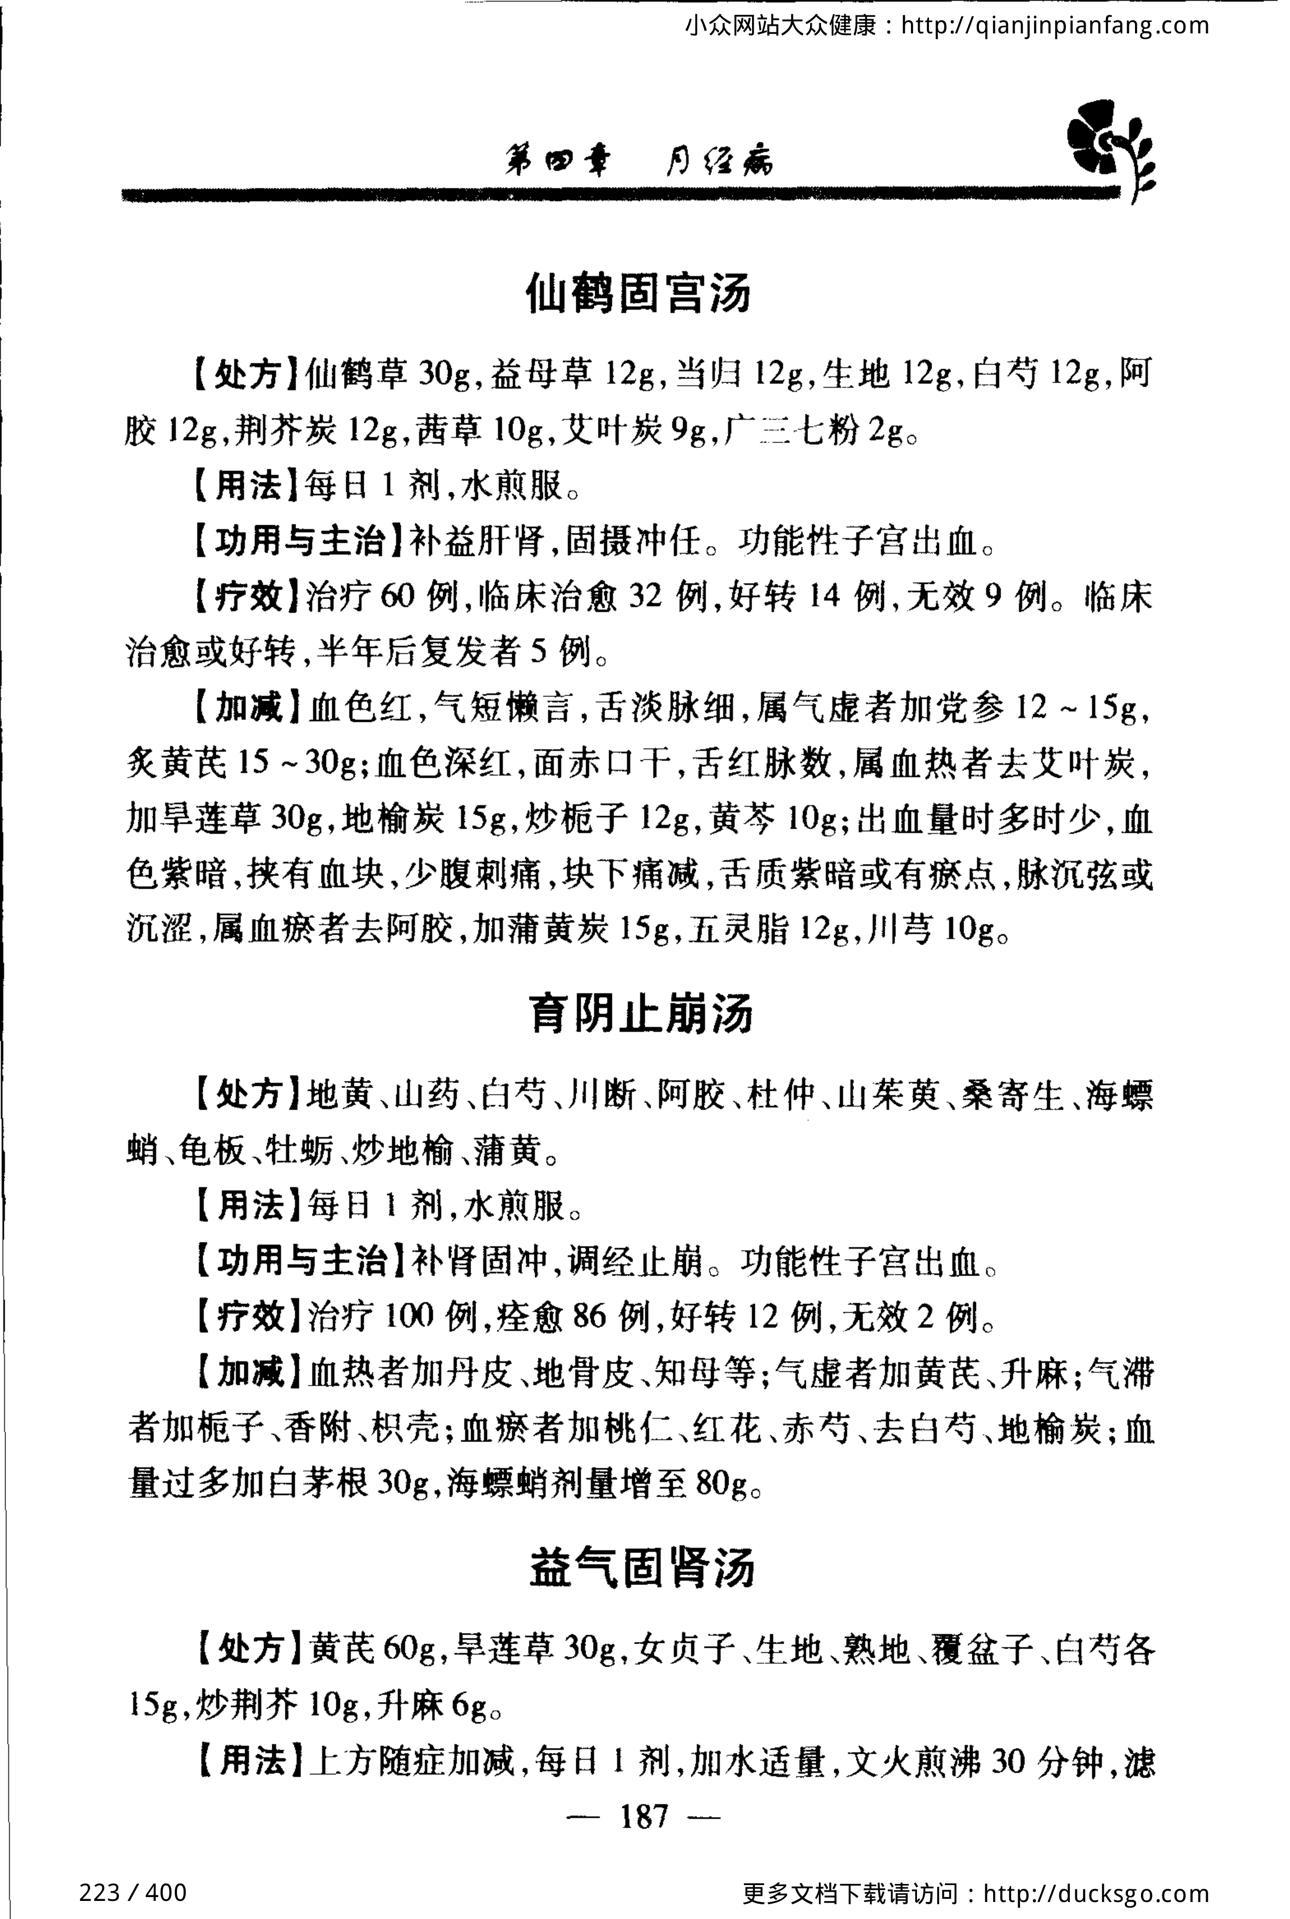 小众网站大众健康：http://qianjinpianfang.com
第四章 月经病
仙鹤固宫汤
【处方】仙鹤草 30g,益母草 12g,当归 12g,生地 12g,白芍 12g,阿
胶 12g,荆芥炭 12g,茜草 10g,艾叶炭 9g,广三七粉 2g。
【用法】每日 1 剂,水煎服。
【功用与主治】补益肝肾,固摄冲任。功能性子宫出血。
【疗效】治疗 60 例,临床治愈 32 例,好转 14 例,无效 9 例。临床
治愈或好转,半年后复发者 5 例。
【加减】血色红,气短懒言,舌淡脉细,属气虚者加党参 12 ~ 15g,
炙黄芪 15 ~ 30g;血色深红,面赤口干,舌红脉数,属血热者去艾叶炭,
加旱莲草 30g,地榆炭 15g,炒栀子 12g,黄芩 10g;出血量时多时少,血
色紫暗,挟有血块,少腹刺痛,块下痛减,舌质紫暗或有瘀点,脉沉弦或
沉涩,属血瘀者去阿胶,加蒲黄炭 15g,五灵脂 12g,川芎 10g。
育阴止崩汤
【处方】地黄、山药、白芍、川断、阿胶、杜仲、山茱萸、桑寄生、海螵
蛸、龟板、牡蛎、炒地榆、蒲黄。
【用法】每日 1 剂,水煎服。
【功用与主治】补肾固冲,调经止崩。功能性子宫出血。
【疗效】治疗 100 例,痊愈 86 例,好转 12 例,无效 2 例。
【加减】血热者加丹皮、地骨皮、知母等;气虚者加黄芪、升麻;气滞
者加栀子、香附、枳壳;血瘀者加桃仁、红花、赤芍、去白芍、地榆炭;血
量过多加白茅根 30g,海螵蛸剂量增至 80g。
益气固肾汤
【处方】黄芪 60g,旱莲草 30g,女贞子、生地、熟地、覆盆子、白芍各
15g,炒荆芥 10g,升麻 6g。
【用法】上方随症加减,每日 1 剂,加水适量,文火煎沸 30 分钟,滤
— 187 —
223 / 400
更多文档下载请访问：http://ducksgo.com